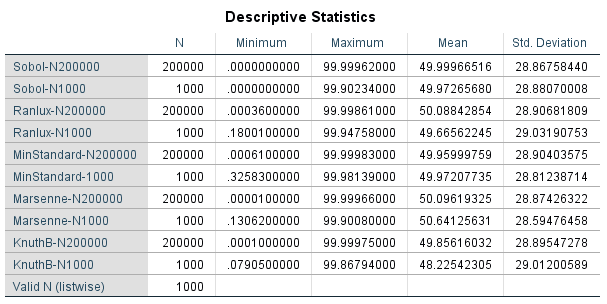 Descriptive Statistics
N Minimum Maximum Mean Std. Deviation
Sobol-N200000 200000 .0000000000 99.99962000 49.99966516 28.86758440
Sobol-N1000 1000 .0000000000 99.90234000 49.97265680 28.88070008
Ranlux-N200000 200000 .0003600000 99.99861000 50.08842854 28.90681809
Ranlux-N1000 1000 .1800100000 99.94758000 49.66562245 29.03190753
MinStandard-N200000 200000 .0006100000 99.99983000 49.95999759 28.90403575
MinStandard-1000 1000 .3258300000 99.98139000 49.97207735 28.81238714
Marsenne-N200000 200000 .0000100000 99.99966000 50.09619325 28.87426322
Marsenne-N1000 1000 .1306200000 99.90080000 50.64125631 28.59476458
KnuthB-N200000 200000 .0001000000 99.99975000 49.85616032 28.89547278
KnuthB-N1000 1000 .0790500000 99.86794000 48.22542305 29.01200589
Valid N (listwise) 1000